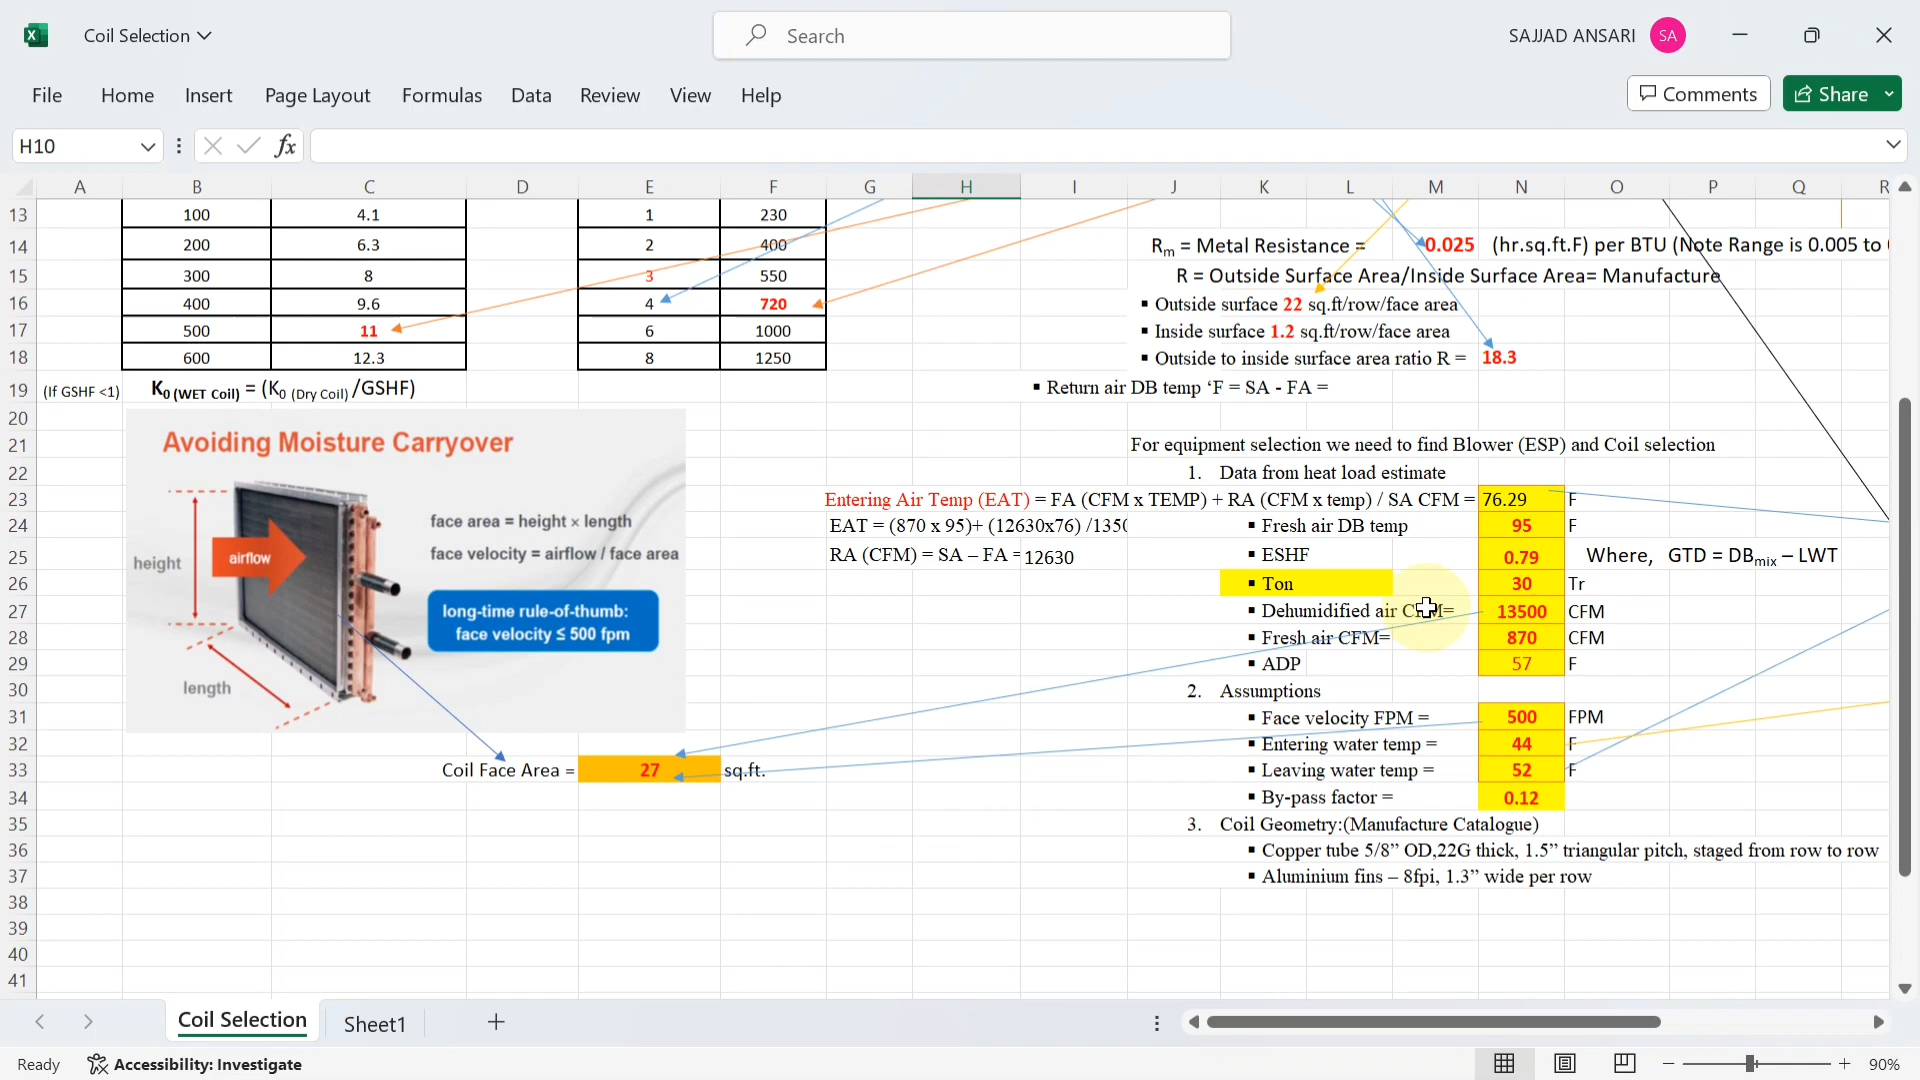 Coil Selection
Search
SAJJAD ANSARI
SA
File Home Insert Page Layout Formulas Data Review View Help
Comments
Share
H10
fx
A B C D E F G H I J K L M N O P Q R
13 100 4.1 1 230
14 200 6.3 2 400 Rm = Metal Resistance = 0.025 (hr.sq.ft.F) per BTU (Note Range is 0.005 to
15 300 8 3 550 R = Outside Surface Area/Inside Surface Area= Manufacture
16 400 9.6 4 720 ▪ Outside surface 22 sq.ft/row/face area
17 500 11 6 1000 ▪ Inside surface 1.2 sq.ft/row/face area
18 600 12.3 8 1250 ▪ Outside to inside surface area ratio R = 18.3
19 (If GSHF <1) K0 (WET Coil) = (K0 (Dry Coil) /GSHF) ▪ Return air DB temp ‘F = SA - FA =
20
21 For equipment selection we need to find Blower (ESP) and Coil selection
22 1. Data from heat load estimate
23 Entering Air Temp (EAT) = FA (CFM x TEMP) + RA (CFM x temp) / SA CFM = 76.29 F
24 EAT = (870 x 95)+ (12630x76) /1350 ▪ Fresh air DB temp 95 F
25 RA (CFM) = SA – FA = 12630 ▪ ESHF 0.79 Where, GTD = DBmix – LWT
26 ▪ Ton 30 Tr
27 ▪ Dehumidified air CFM= 13500 CFM
28 ▪ Fresh air CFM= 870 CFM
29 ▪ ADP 57 F
30 2. Assumptions
31 ▪ Face velocity FPM = 500 FPM
32 ▪ Entering water temp = 44 F
33 Coil Face Area = 27 sq.ft. ▪ Leaving water temp = 52 F
34 ▪ By-pass factor = 0.12
35 3. Coil Geometry:(Manufacture Catalogue)
36 ▪ Copper tube 5/8” OD,22G thick, 1.5” triangular pitch, staged from row to row
37 ▪ Aluminium fins – 8fpi, 1.3” wide per row
38
39
40
41
Avoiding Moisture Carryover
face area = height × length
face velocity = airflow / face area
height
airflow
long-time rule-of-thumb:
face velocity ≤ 500 fpm
length
Coil Selection Sheet1
Ready Accessibility: Investigate 90%